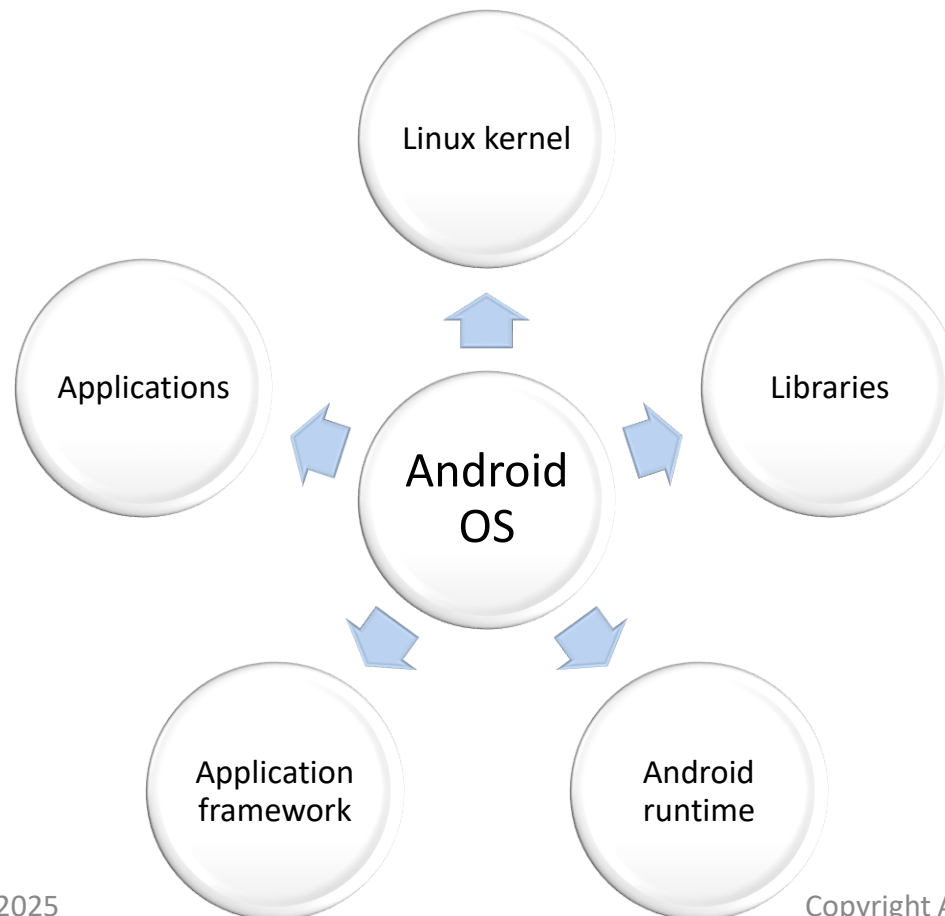 Linux kernel
Applications
Libraries
Android
OS
Application
framework
Android
runtime
2025
Copyright